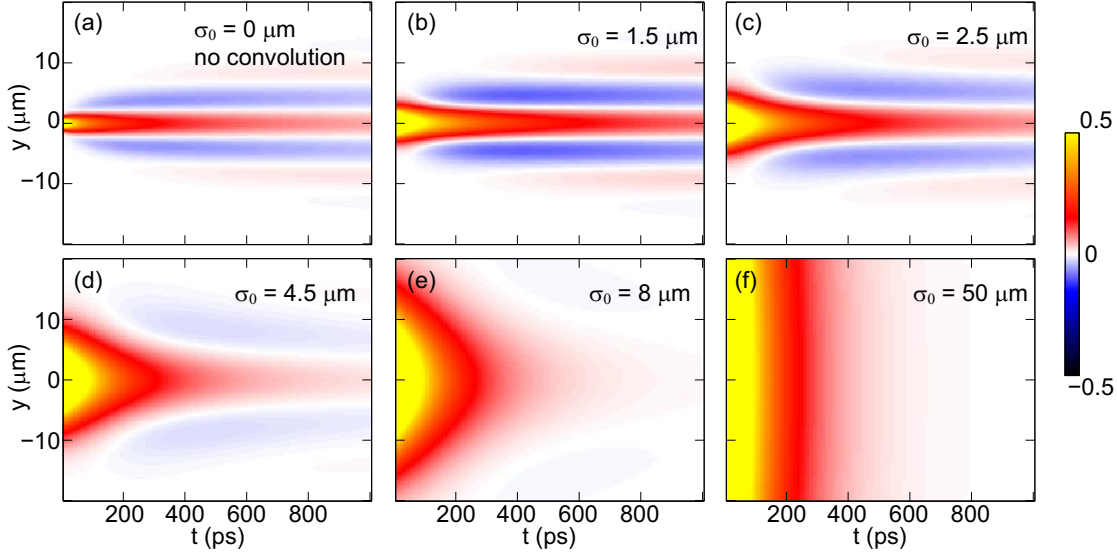 (a)
σ0 = 0 μm
no convolution
(b)
σ0 = 1.5 μm
(c)
σ0 = 2.5 μm
y (μm)
10
0
−10
0.5
0
−0.5
(d)
σ0 = 4.5 μm
(e)
σ0 = 8 μm
(f)
σ0 = 50 μm
y (μm)
10
0
−10
200 400 600 800
200 400 600 800
200 400 600 800
t (ps)
t (ps)
t (ps)